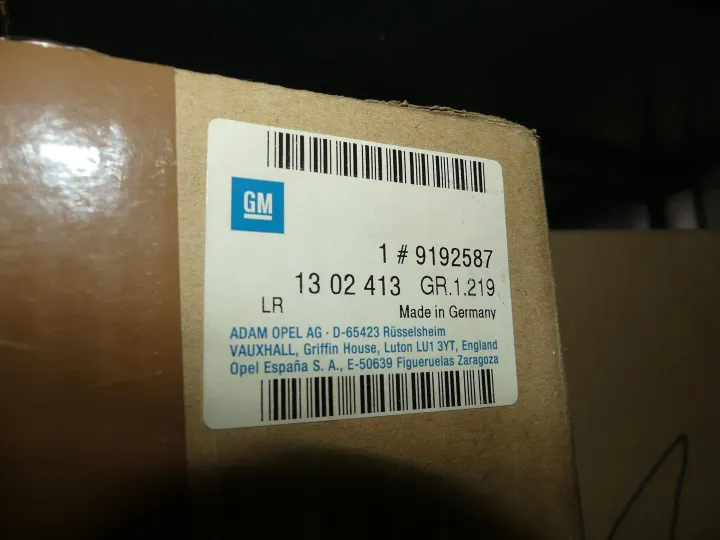 GM
1 # 9192587
13 02 413 GR.1.219
LR Made in Germany
ADAM OPEL AG · D-65423 Rüsselsheim
VAUXHALL, Griffin House, Luton LU1 3YT, England
Opel España S. A., E-50639 Figueruelas Zaragoza